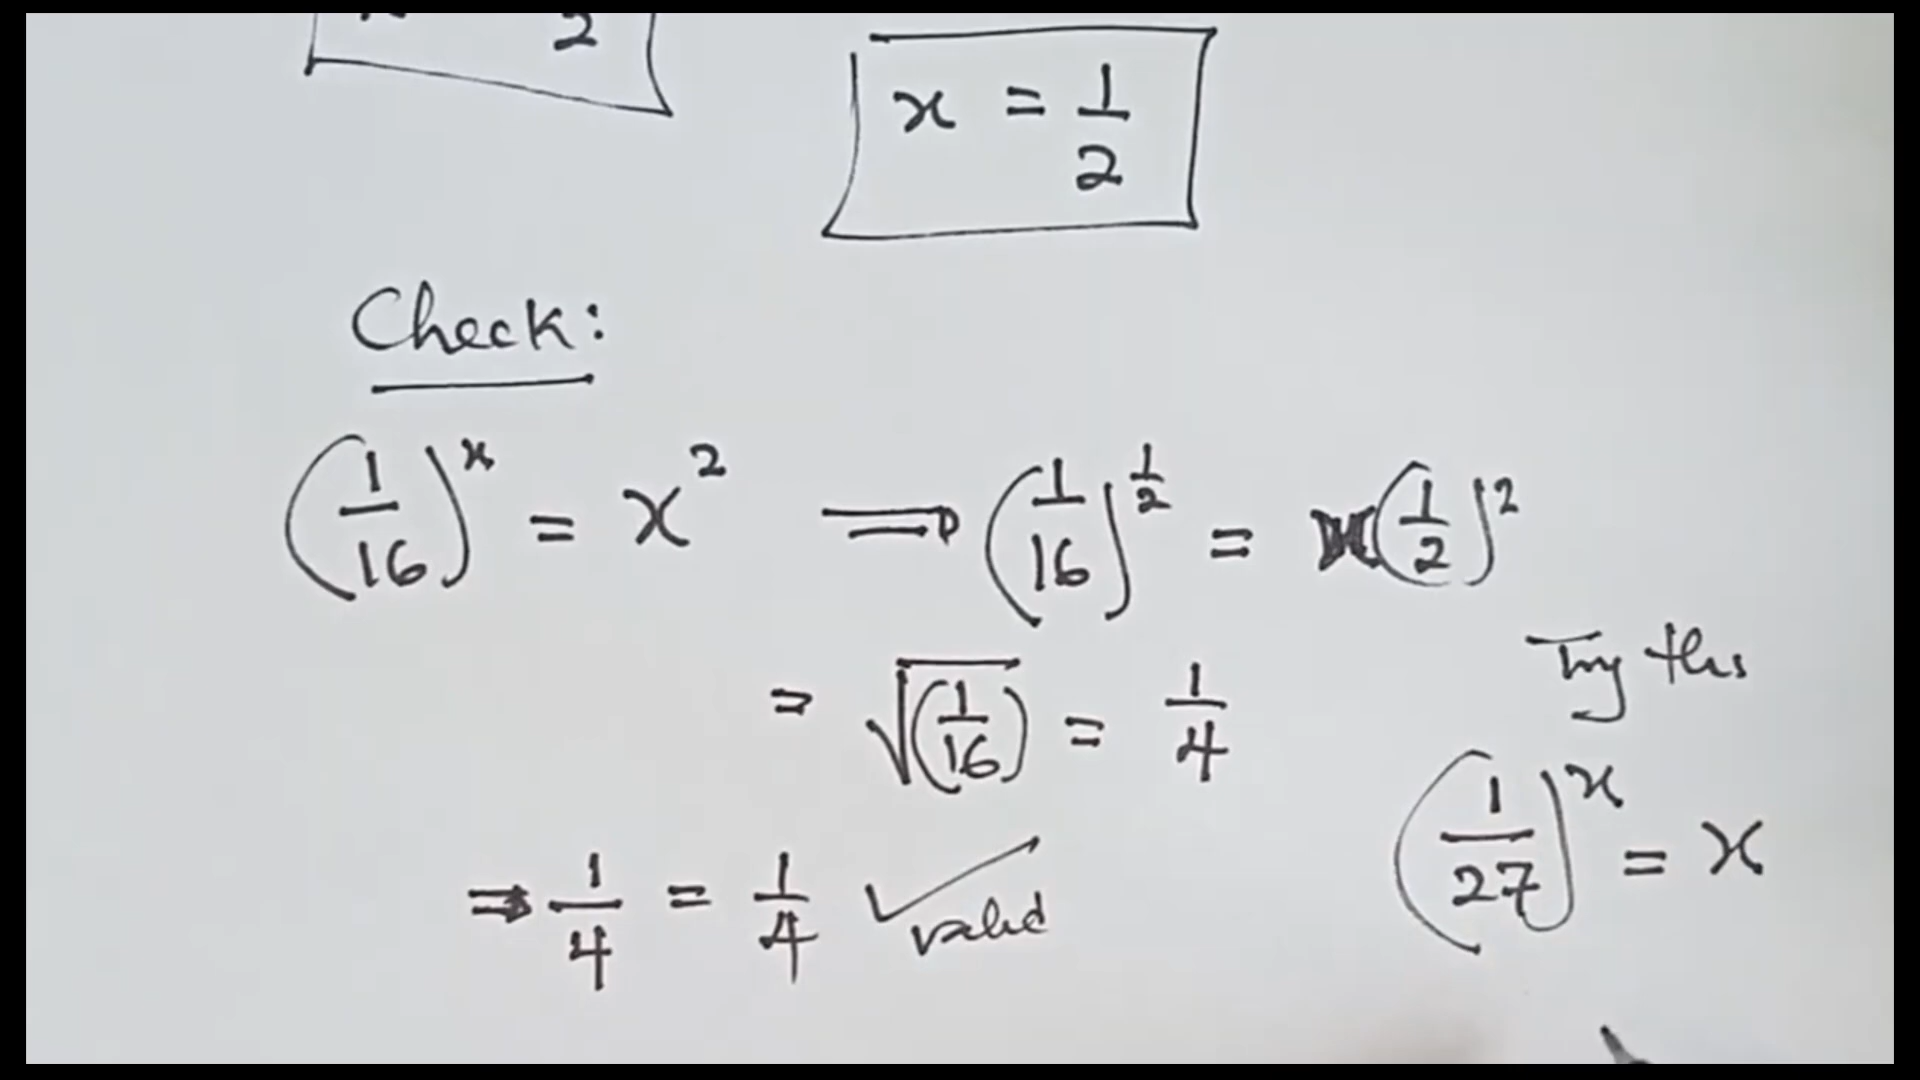 2
x = 1/2
Check:
(1/16)^x = x^2 ⟹ (1/16)^(1/2) = (1/2)^2
= √(1/16) = 1/4
⇒ 1/4 = 1/4 ✓ valid
Try this
(1/27)^x = x